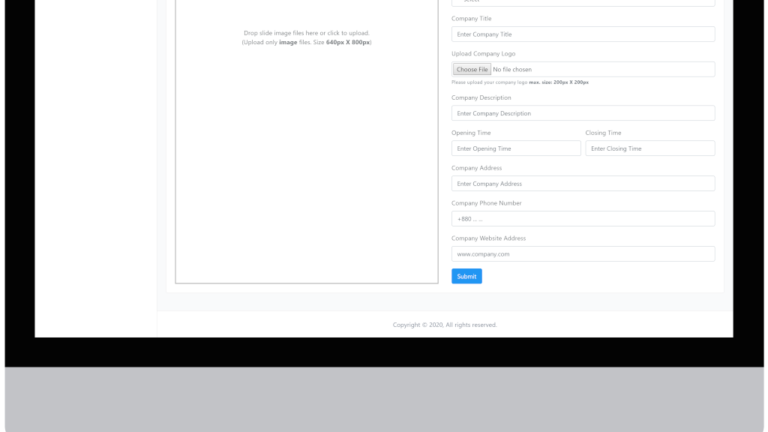 Select
Company Title
Drop slide image files here or click to upload.
Enter Company Title
(Upload only image files. Size 640px X 800px)
Upload Company Logo
Choose File No file chosen
Please upload your company logo max. size: 200px X 200px
Company Description
Enter Company Description
Opening Time Closing Time
Enter Opening Time Enter Closing Time
Company Address
Enter Company Address
Company Phone Number
+880 .. ...
Company Website Address
www.company.com
Submit
Copyright © 2020, All rights reserved.